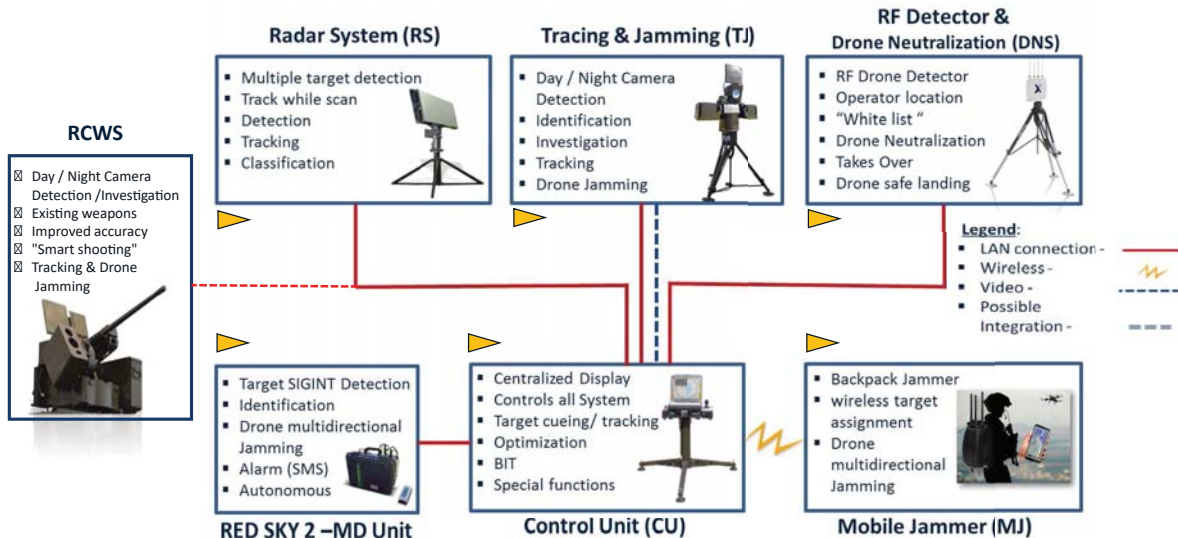 Radar System (RS)
▪ Multiple target detection
▪ Track while scan
▪ Detection
▪ Tracking
▪ Classification
Tracing & Jamming (TJ)
▪ Day / Night Camera
Detection
▪ Identification
▪ Investigation
▪ Tracking
▪ Drone Jamming
RF Detector &
Drone Neutralization (DNS)
▪ RF Drone Detector
▪ Operator location
▪ “White list “
▪ Drone Neutralization
▪ Takes Over
▪ Drone safe landing
RCWS
Day / Night Camera
Detection /Investigation
Existing weapons
Improved accuracy
"Smart shooting"
Tracking & Drone
Jamming
Legend:
▪ LAN connection -
▪ Wireless -
▪ Video -
▪ Possible
Integration -
▪ Target SIGINT Detection
▪ Identification
▪ Drone multidirectional
Jamming
▪ Alarm (SMS)
▪ Autonomous
RED SKY 2 –MD Unit
▪ Centralized Display
▪ Controls all System
▪ Target cueing/ tracking
▪ Optimization
▪ BIT
▪ Special functions
Control Unit (CU)
▪ Backpack Jammer
▪ wireless target
assignment
▪ Drone
multidirectional
Jamming
Mobile Jammer (MJ)